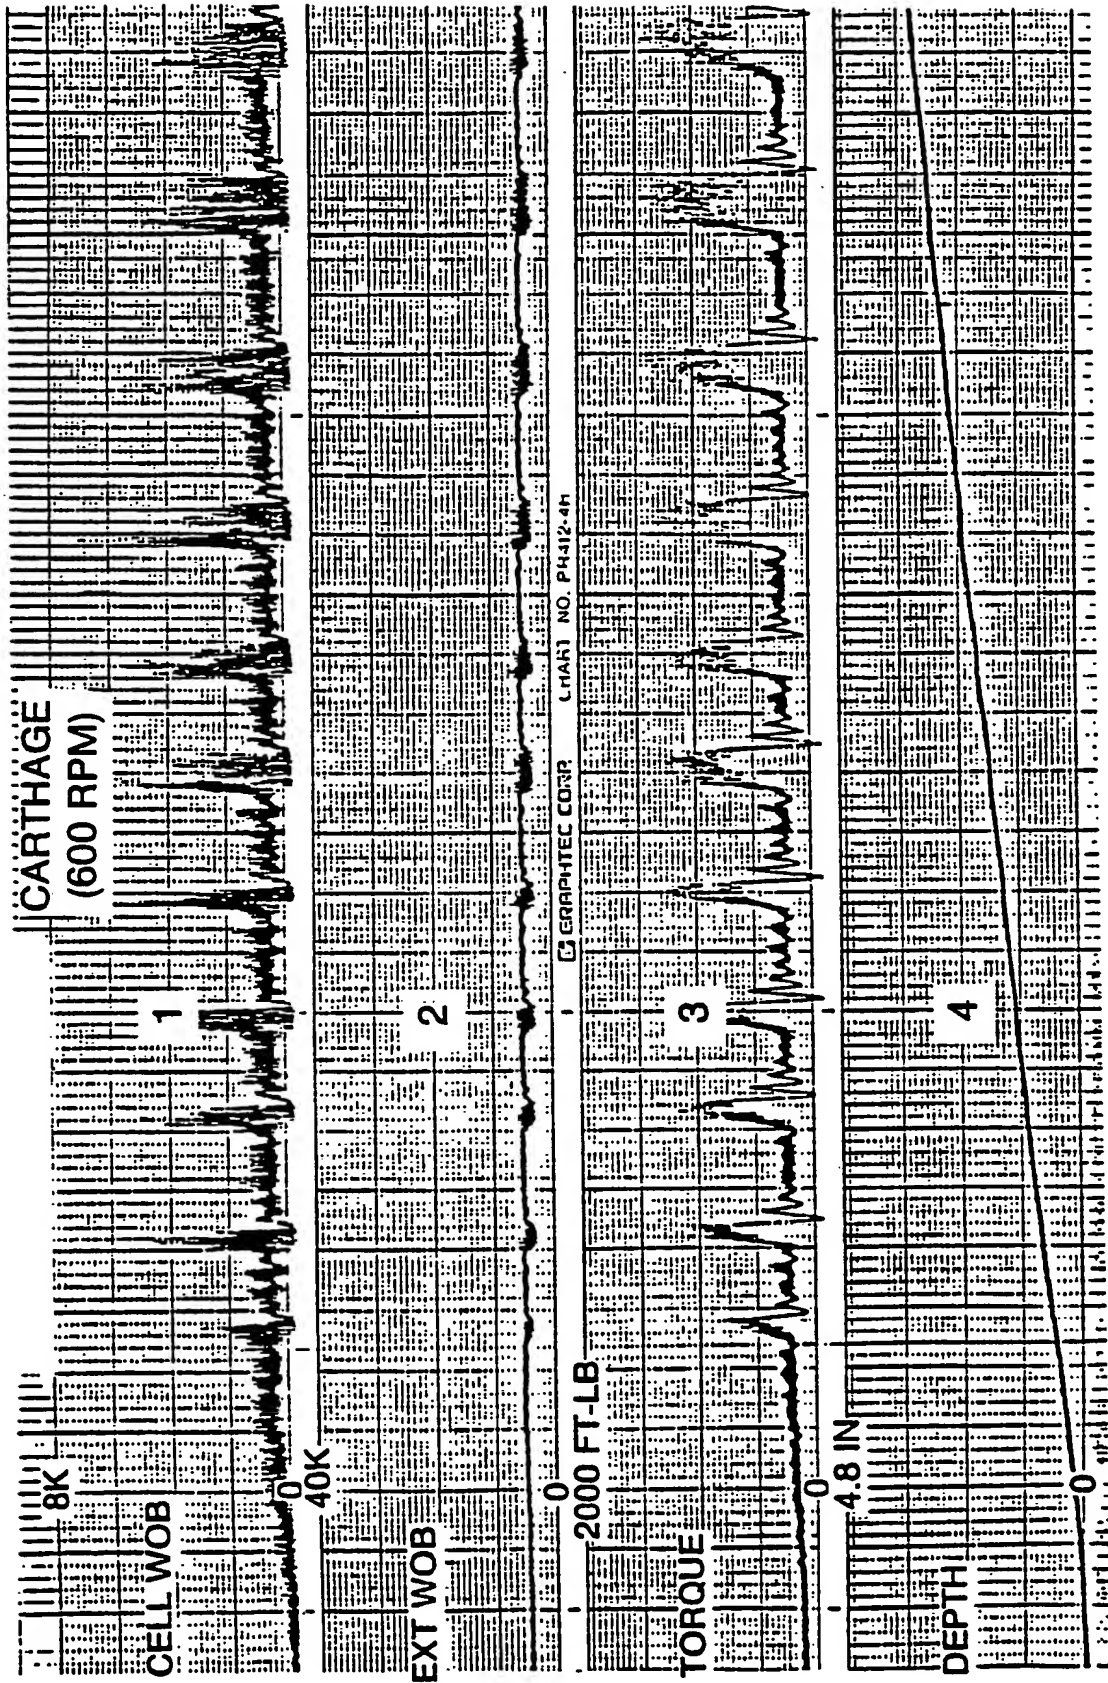 CARTHAGE
(600 RPM)
1
8K
CELL WOB
0
2
40K
EXT WOB
0
GRAPHTEC CORP. CHART NO. PH412-4H
3
2000 FT-LB
TORQUE
0
4
4.8 IN
DEPTH
0